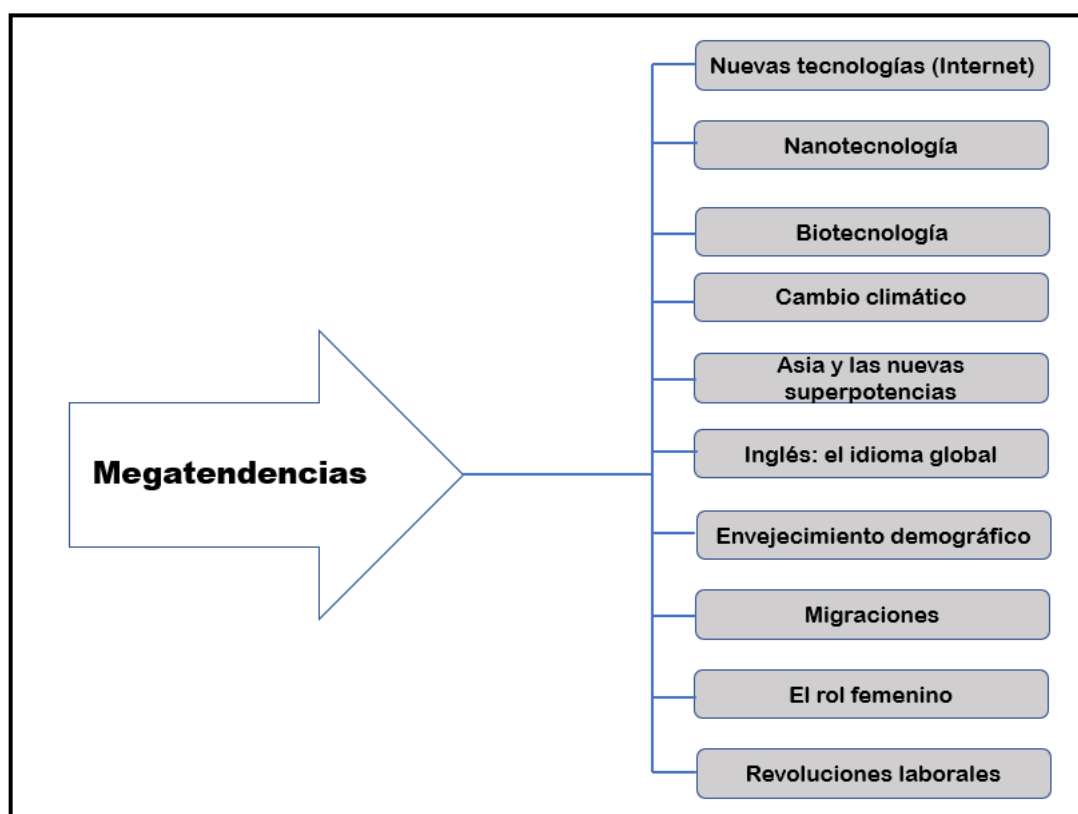 Megatendencias
Nuevas tecnologías (Internet)
Nanotecnología
Biotecnología
Cambio climático
Asia y las nuevas
superpotencias
Inglés: el idioma global
Envejecimiento demográfico
Migraciones
El rol femenino
Revoluciones laborales